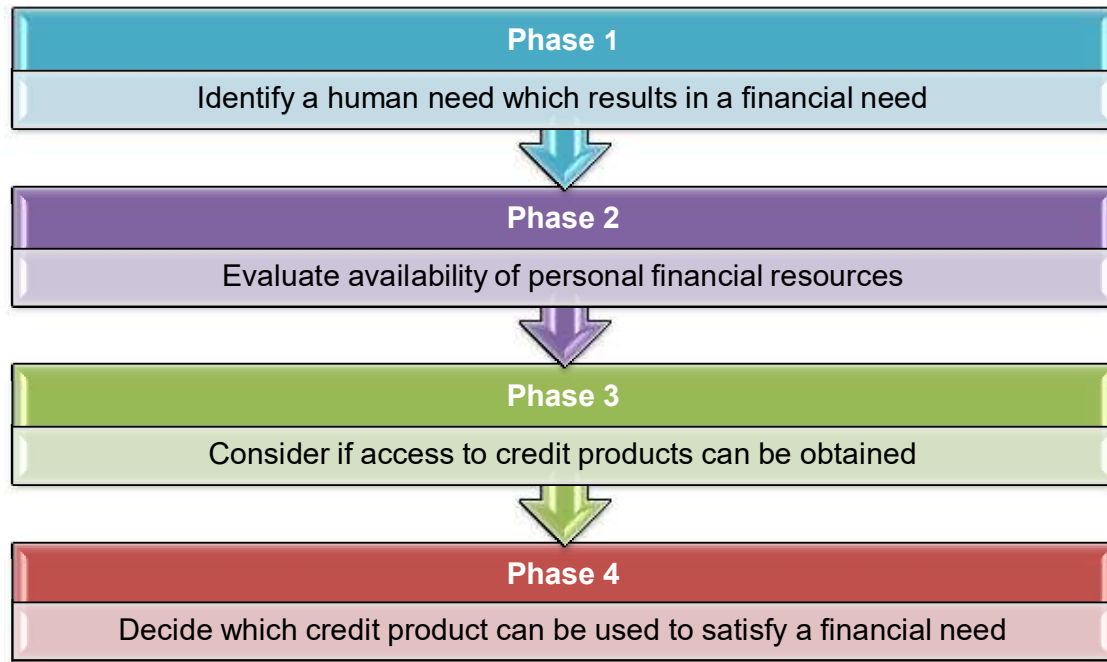 Phase 1
Identify a human need which results in a financial need
Phase 2
Evaluate availability of personal financial resources
Phase 3
Consider if access to credit products can be obtained
Phase 4
Decide which credit product can be used to satisfy a financial need